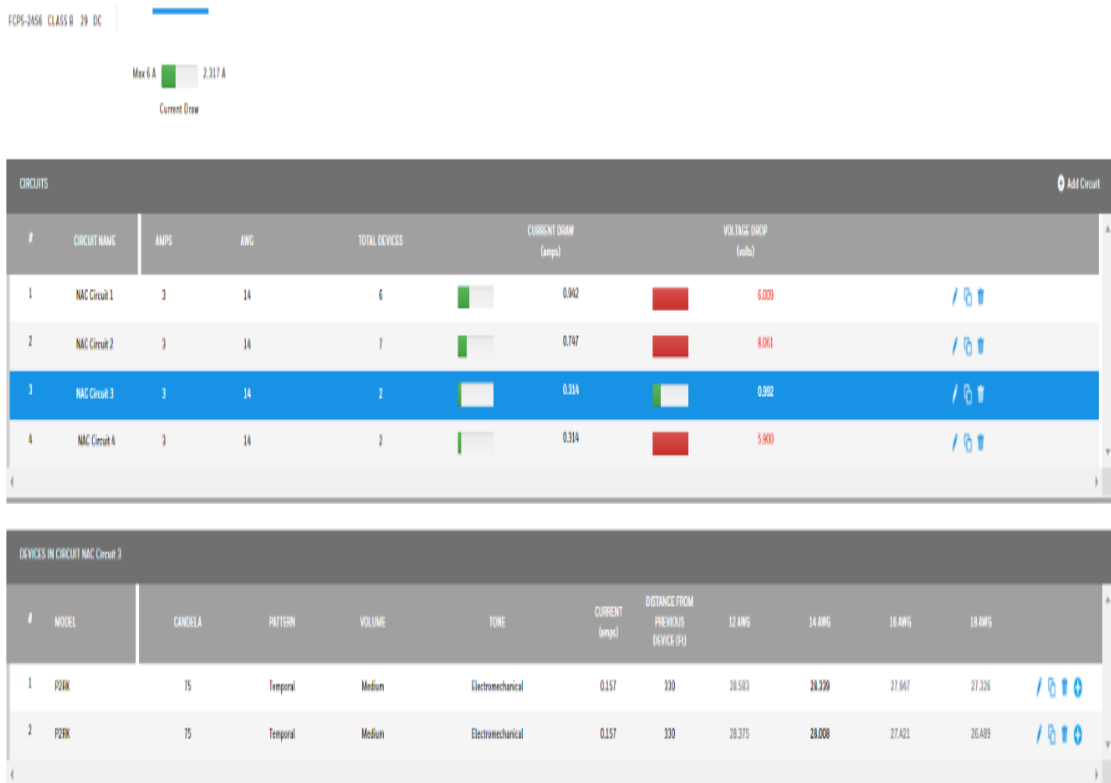 FCPS-24S6 CLASS B 29 DC
Max 6 A 2.317 A
Current Draw
CIRCUITS Add Circuit
# CIRCUIT NAME AMPS AWG TOTAL DEVICES CURRENT DRAW (amps) VOLTAGE DROP (volts)
1 NAC Circuit 1 3 14 6 0.942 6.009
2 NAC Circuit 2 3 14 7 0.747 8.061
3 NAC Circuit 3 3 14 2 0.314 0.992
4 NAC Circuit 4 3 14 2 0.314 5.900
DEVICES IN CIRCUIT NAC Circuit 3
# MODEL CANDELA PATTERN VOLUME TONE CURRENT (amps) DISTANCE FROM PREVIOUS DEVICE (Ft) 12 AWG 14 AWG 16 AWG 18 AWG
1 P2RK 75 Temporal Medium Electromechanical 0.157 330 28.583 28.339 27.947 27.326
2 P2RK 75 Temporal Medium Electromechanical 0.157 330 28.375 28.008 27.421 26.489